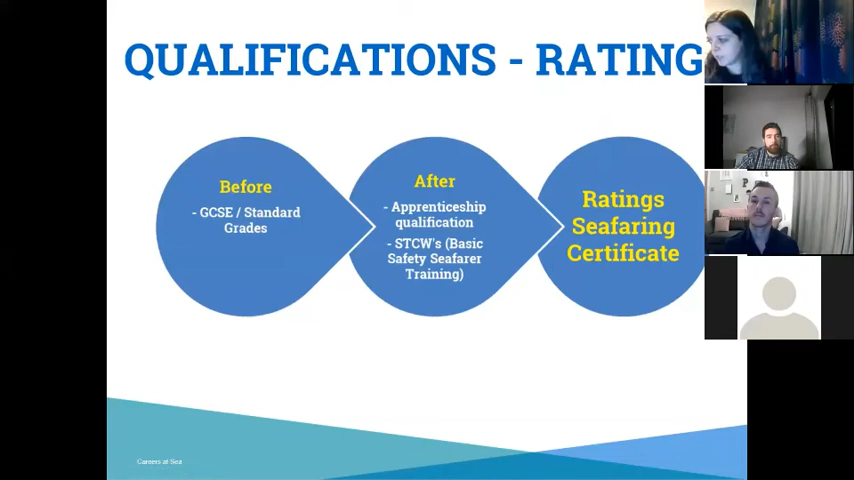 QUALIFICATIONS - RATING
Before
- GCSE / Standard
Grades
After
- Apprenticeship
qualification
- STCW's (Basic
Safety Seafarer
Training)
Ratings
Seafaring
Certificate
Careers at Sea